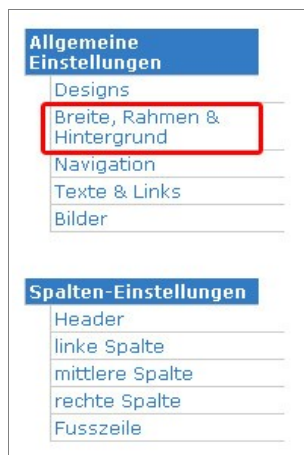 Allgemeine
Einstellungen
Designs
Breite, Rahmen &
Hintergrund
Navigation
Texte & Links
Bilder
Spalten-Einstellungen
Header
linke Spalte
mittlere Spalte
rechte Spalte
Fusszeile